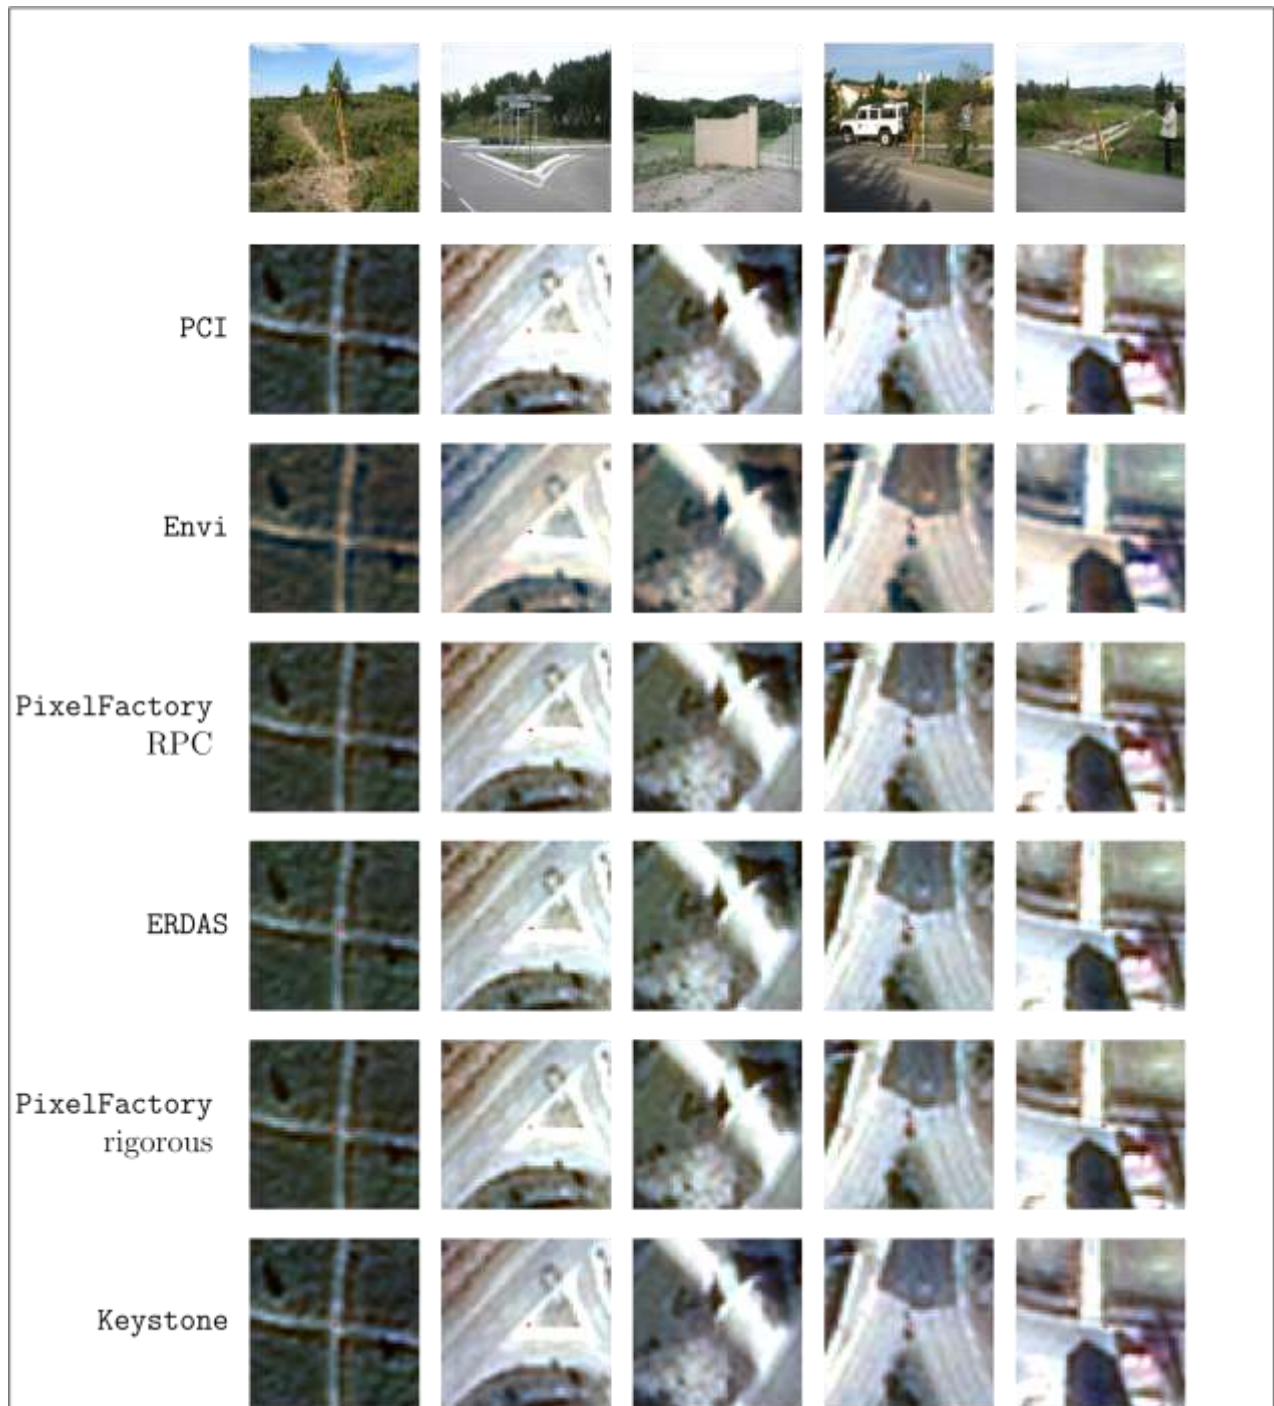 PCI
Envi
PixelFactory
RPC
ERDAS
PixelFactory
rigorous
Keystone